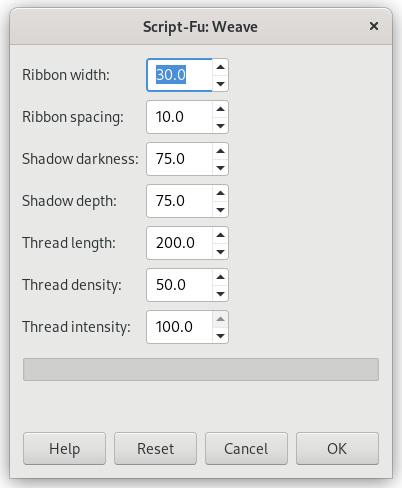 Script-Fu: Weave
Ribbon width: 30.0
Ribbon spacing: 10.0
Shadow darkness: 75.0
Shadow depth: 75.0
Thread length: 200.0
Thread density: 50.0
Thread intensity: 100.0
Help Reset Cancel OK